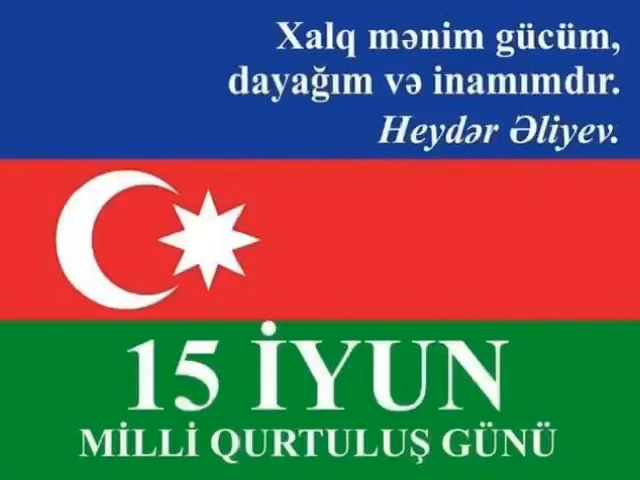 Xalq mənim gücüm,
dayağım və inamımdır.
Heydər Əliyev.
15 İYUN
MİLLİ QURTULUŞ GÜNÜ